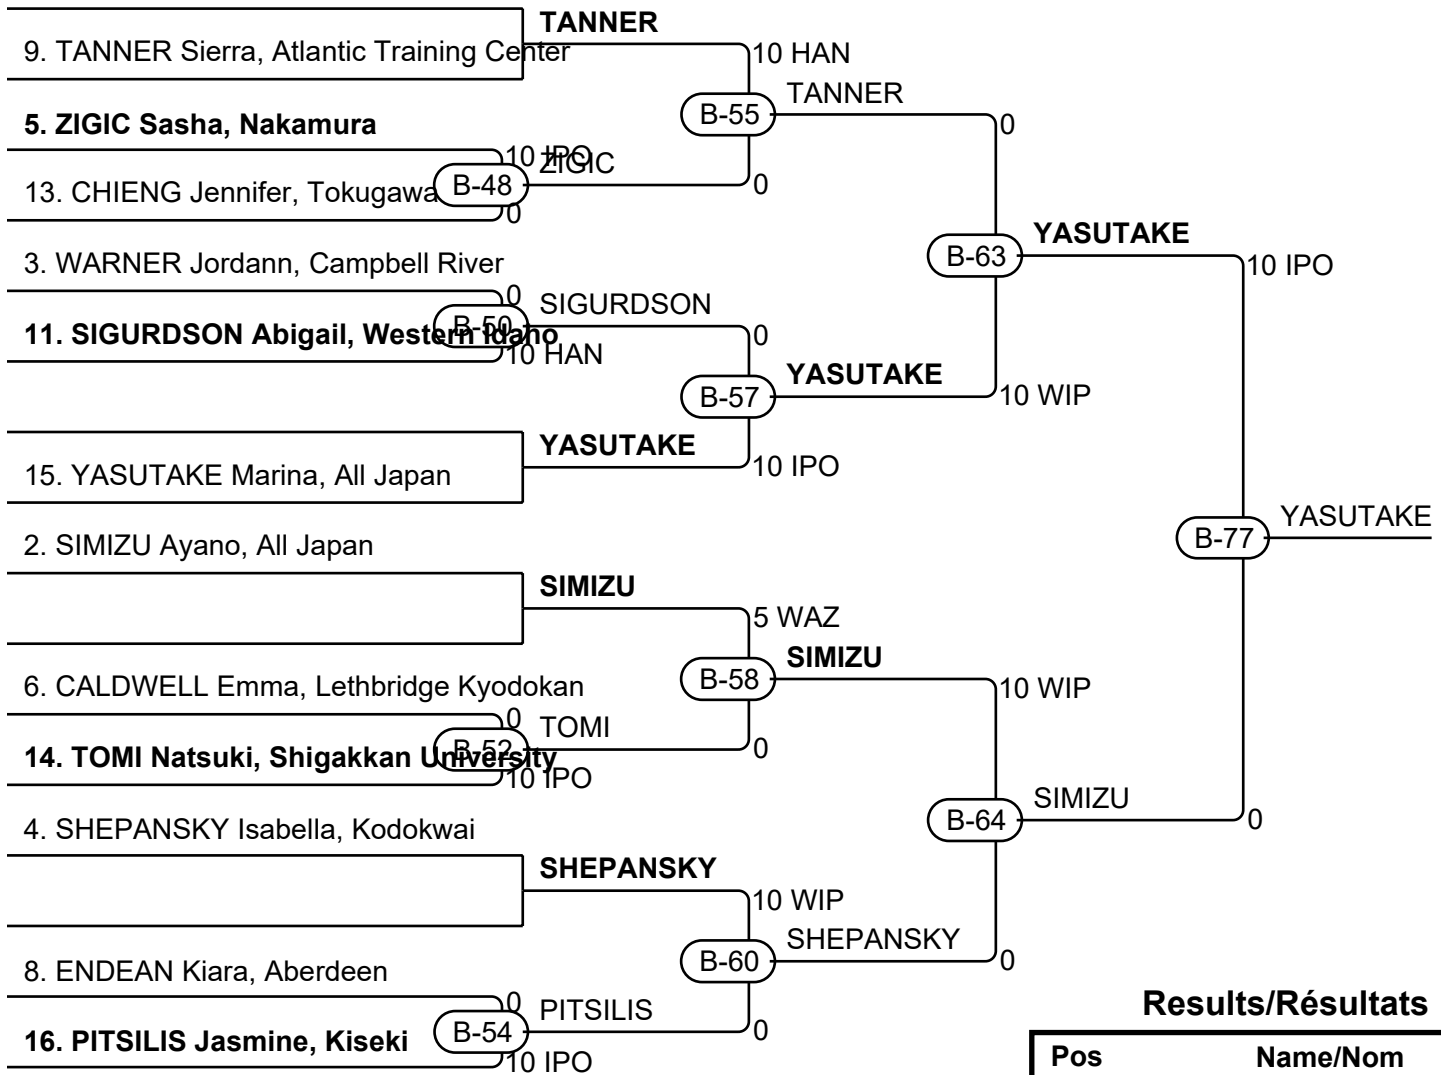 TANNER
9. TANNER Sierra, Atlantic Training Center
10 HAN
TANNER
B-55
0
5. ZIGIC Sasha, Nakamura
10 IPO
ZIGIC
B-48
0
13. CHIENG Jennifer, Tokugawa
0
3. WARNER Jordann, Campbell River
0
SIGURDSON
B-50
0
11. SIGURDSON Abigail, Western Idaho
10 HAN
YASUTAKE
B-63
10 IPO
YASUTAKE
B-57
10 WIP
YASUTAKE
10 IPO
15. YASUTAKE Marina, All Japan
YASUTAKE
B-77
2. SIMIZU Ayano, All Japan
SIMIZU
5 WAZ
SIMIZU
B-58
10 WIP
6. CALDWELL Emma, Lethbridge Kyodokan
0
TOMI
B-52
0
14. TOMI Natsuki, Shigakkan University
10 IPO
SIMIZU
B-64
0
4. SHEPANSKY Isabella, Kodokwai
SHEPANSKY
10 WIP
SHEPANSKY
B-60
0
8. ENDEAN Kiara, Aberdeen
0
PITSILIS
B-54
0
16. PITSILIS Jasmine, Kiseki
10 IPO
Results/Résultats
Pos Name/Nom